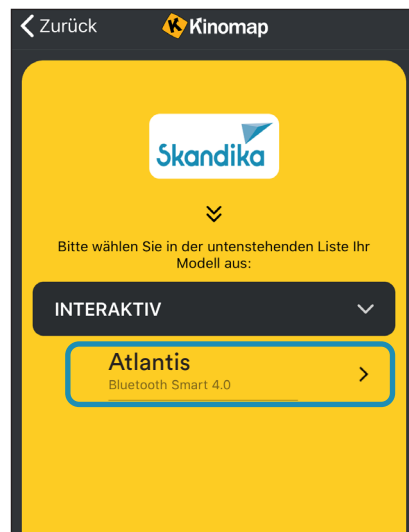 Zurück
Kinomap
Skandika
Bitte wählen Sie in der untenstehenden Liste Ihr
Modell aus:
INTERAKTIV
Atlantis
Bluetooth Smart 4.0